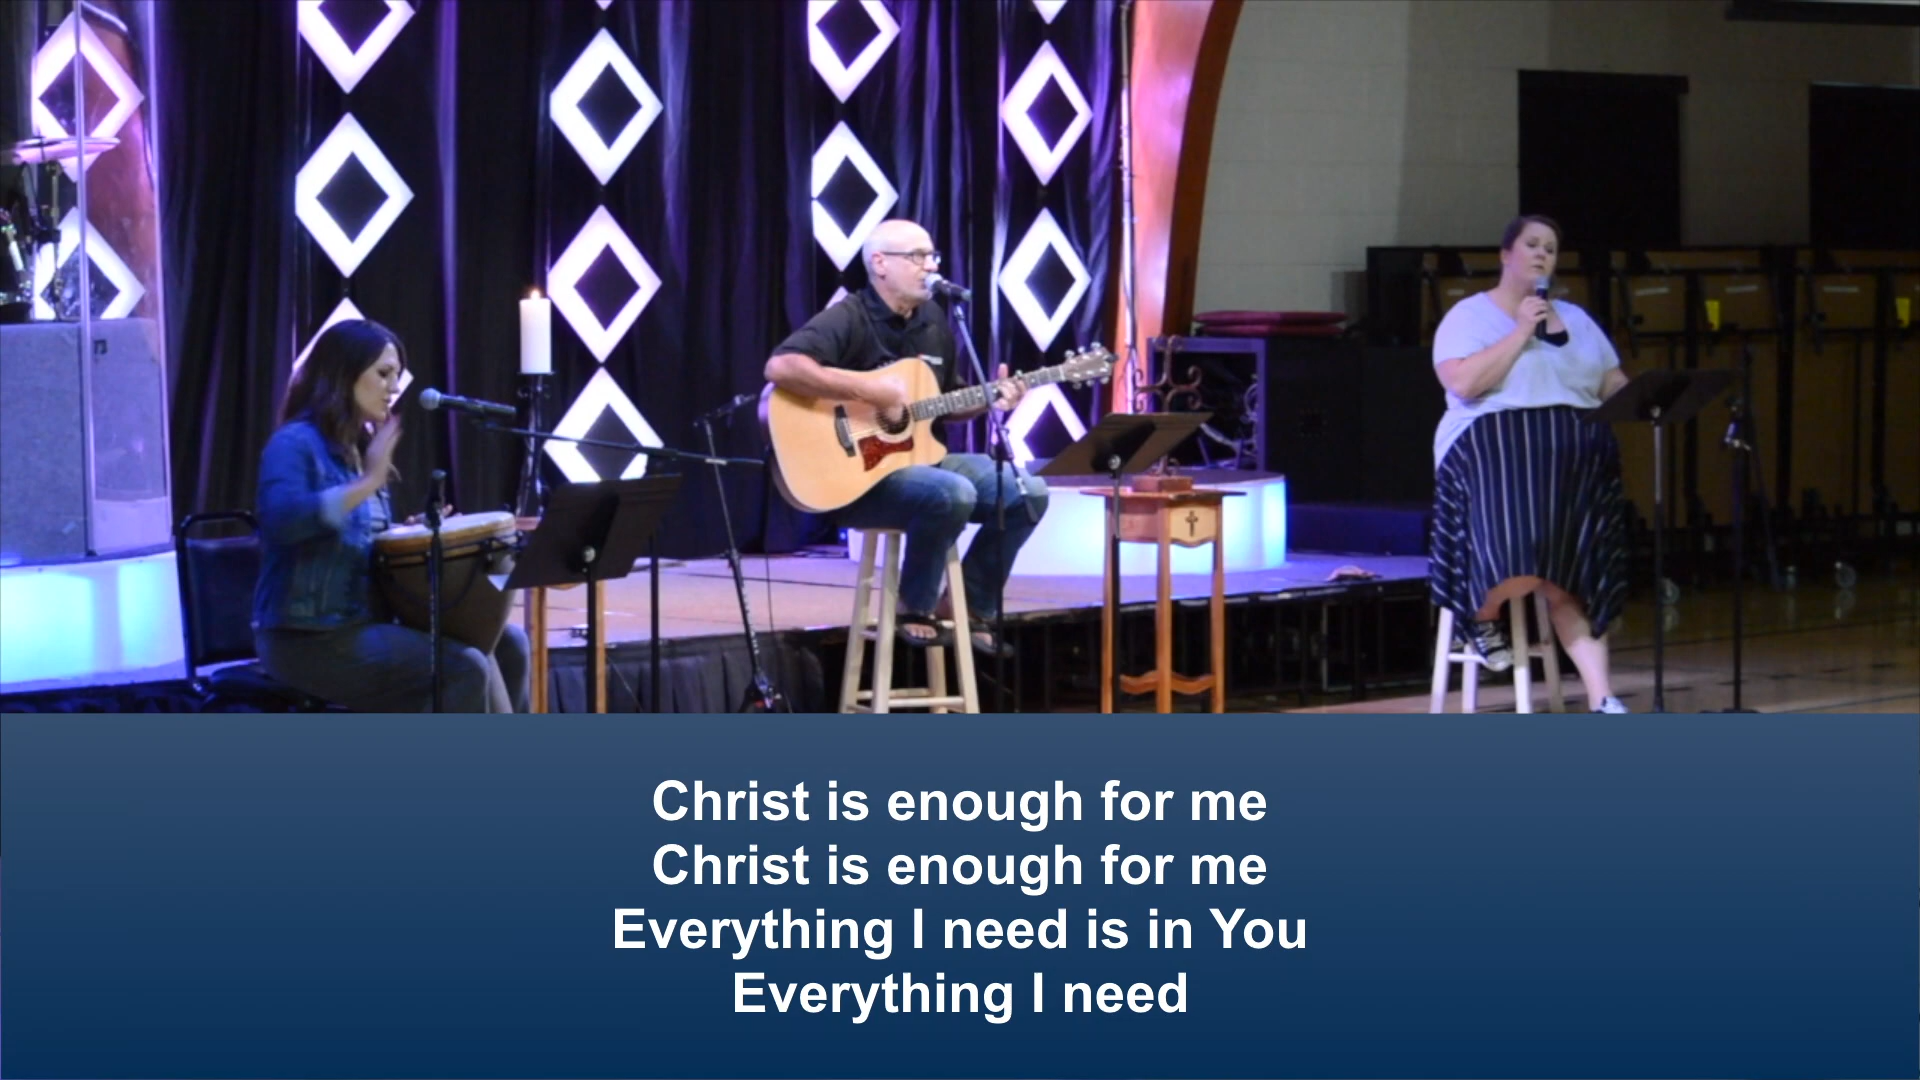 Christ is enough for me
Christ is enough for me
Everything I need is in You
Everything I need